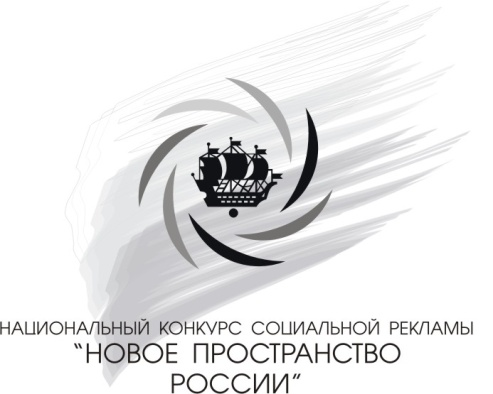 НАЦИОНАЛЬНЫЙ КОНКУРС СОЦИАЛЬНОЙ РЕКЛАМЫ
“НОВОЕ ПРОСТРАНСТВО
РОССИИ”